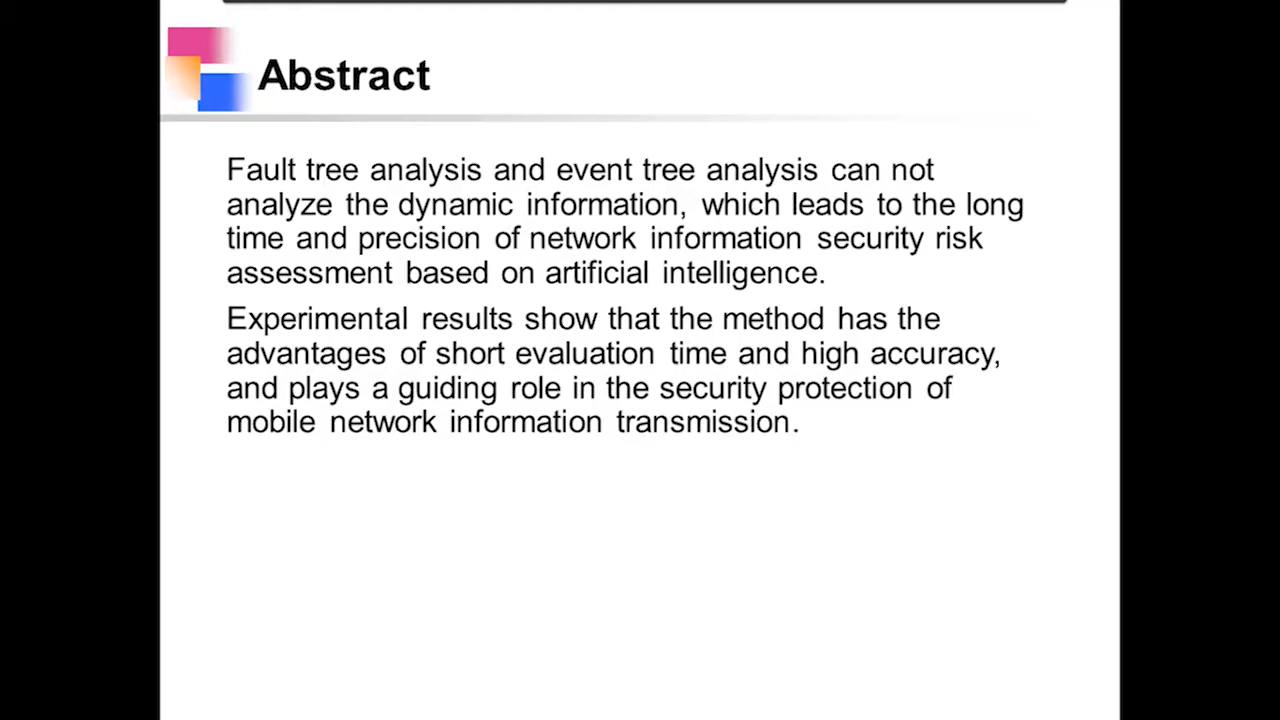 Abstract
Fault tree analysis and event tree analysis can not
analyze the dynamic information, which leads to the long
time and precision of network information security risk
assessment based on artificial intelligence.
Experimental results show that the method has the
advantages of short evaluation time and high accuracy,
and plays a guiding role in the security protection of
mobile network information transmission.